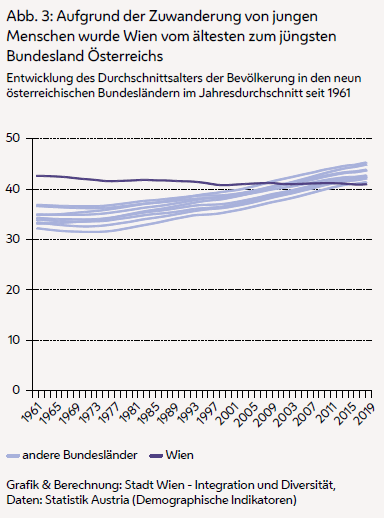 Abb. 3: Aufgrund der Zuwanderung von jungen
Menschen wurde Wien vom ältesten zum jüngsten
Bundesland Österreichs
Entwicklung des Durchschnittsalters der Bevölkerung in den neun
österreichischen Bundesländern im Jahresdurchschnitt seit 1961
50
40
30
20
10
0
1961
1965
1969
1973
1977
1981
1985
1989
1993
1997
2001
2005
2009
2003
2007
2011
2015
2019
andere Bundesländer
Wien
Grafik & Berechnung: Stadt Wien - Integration und Diversität,
Daten: Statistik Austria (Demographische Indikatoren)